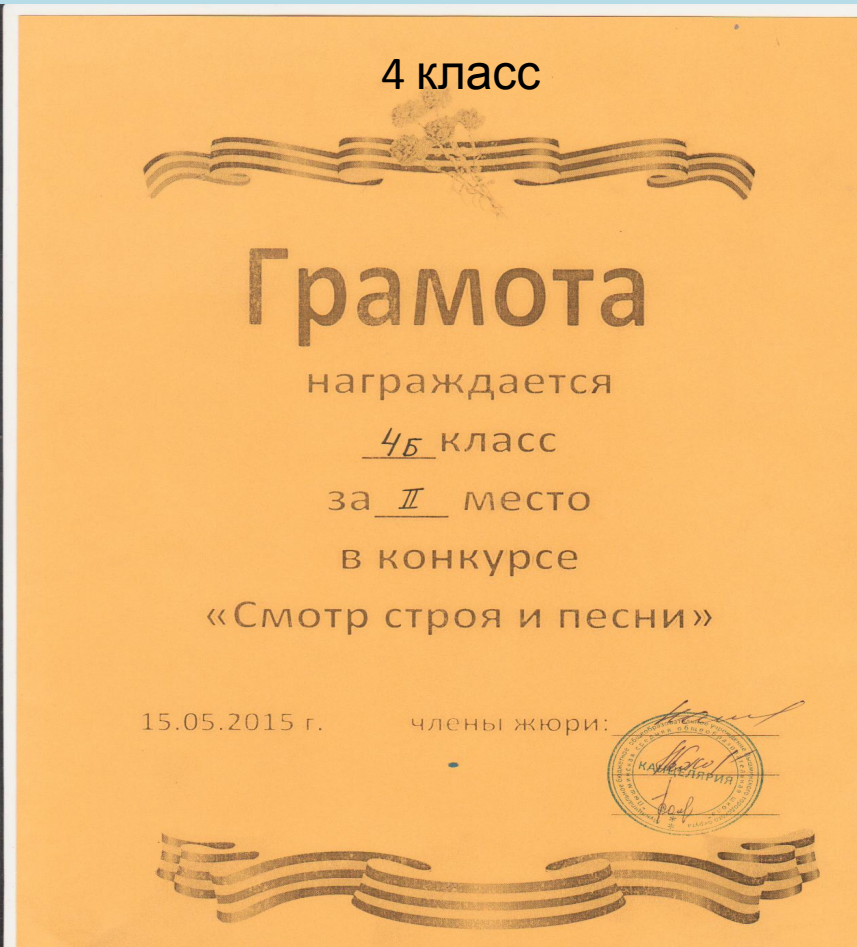 4 класс
Грамота
награждается
4Б класс
за II место
в конкурсе
«Смотр строя и песни»
15.05.2015 г. члены жюри:
КАНЦЕЛЯРИЯ